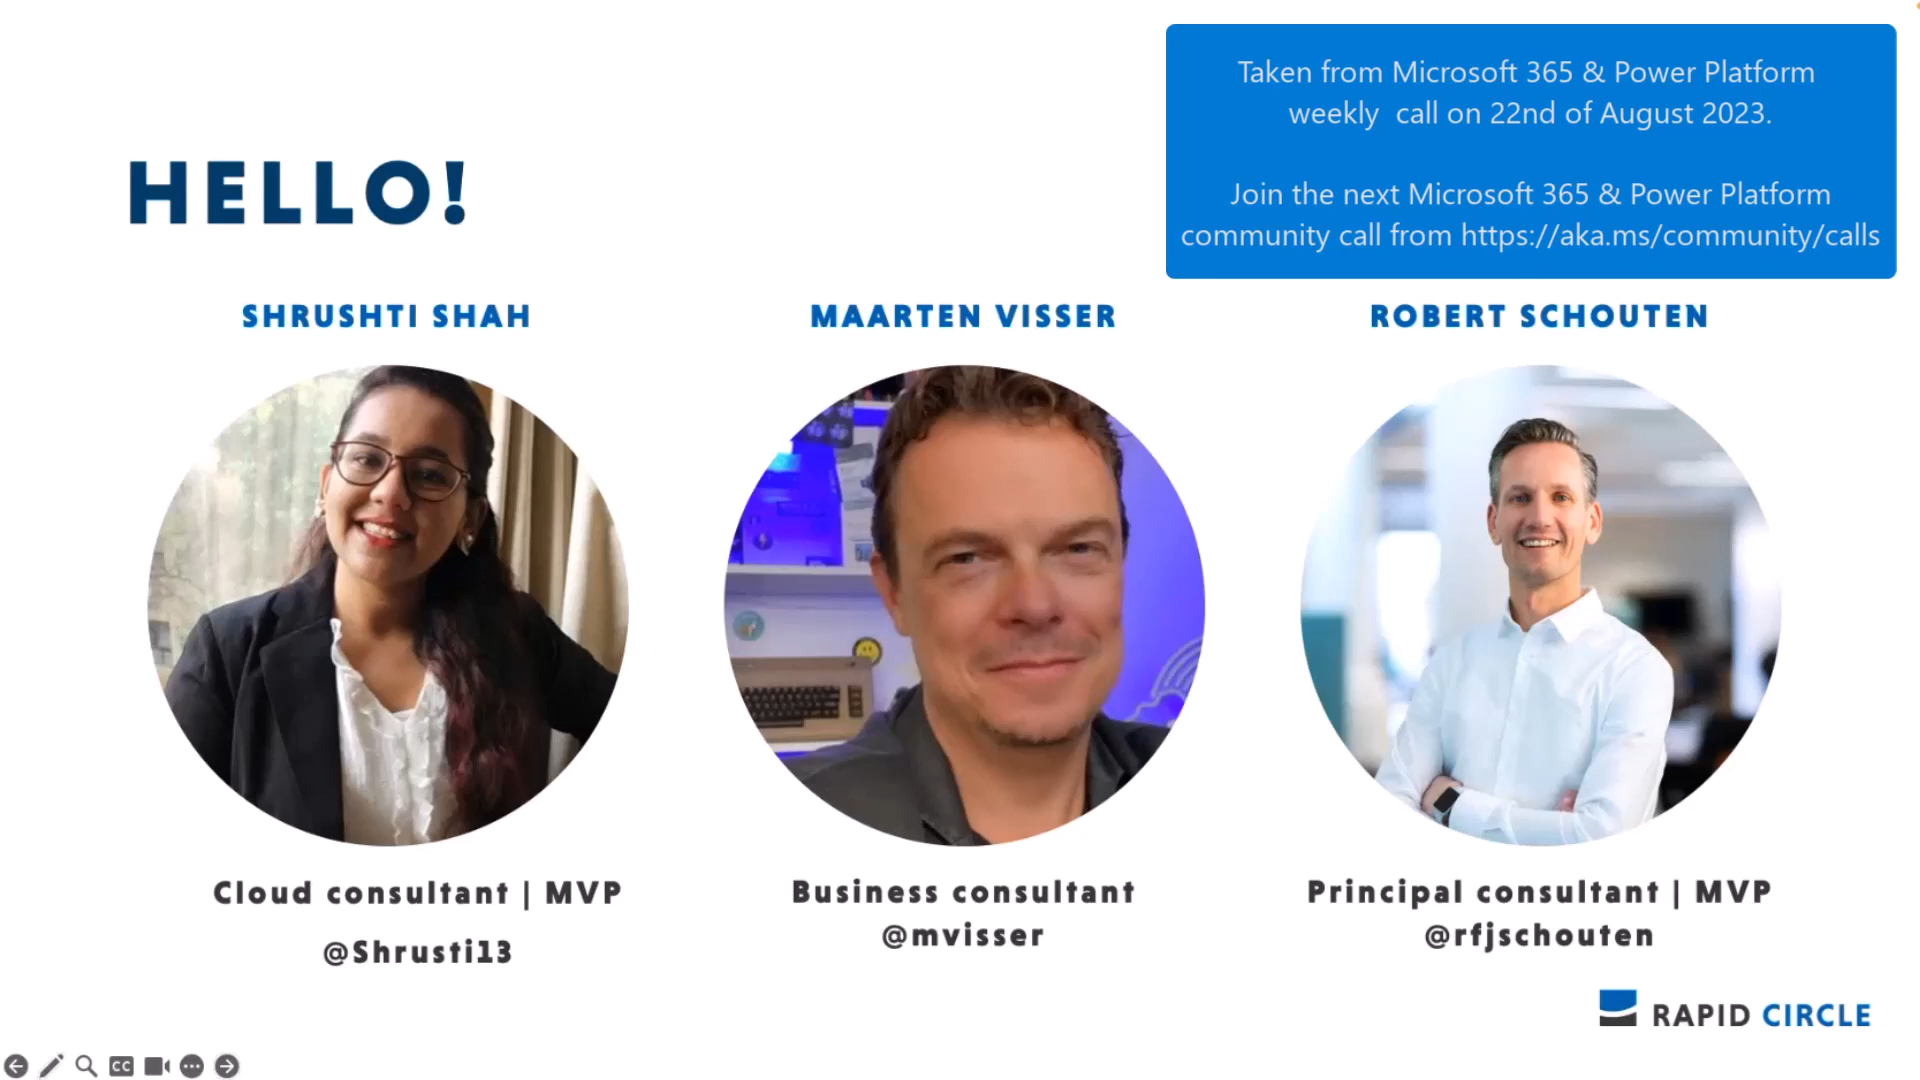 Taken from Microsoft 365 & Power Platform
weekly  call on 22nd of August 2023.
Join the next Microsoft 365 & Power Platform
community call from https://aka.ms/community/calls
HELLO!
SHRUSHTI SHAH
MAARTEN VISSER
ROBERT SCHOUTEN
Cloud consultant | MVP
@Shrusti13
Business consultant
@mvisser
Principal consultant | MVP
@rfjschouten
RAPID CIRCLE
CC